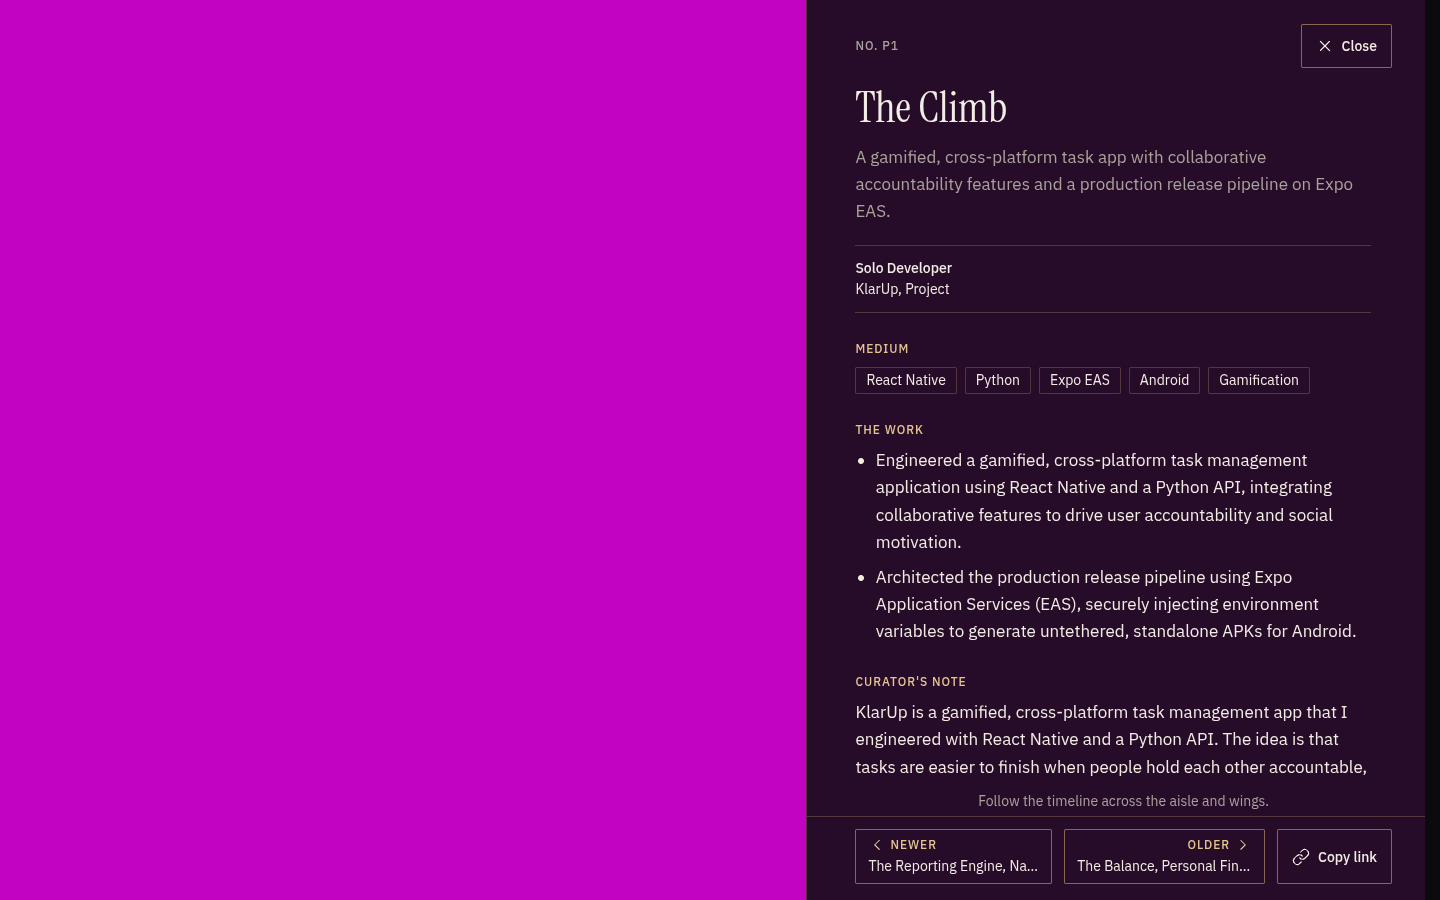 NO. P1
Close
The Climb
A gamified, cross-platform task app with collaborative
accountability features and a production release pipeline on Expo
EAS.
Solo Developer
KlarUp, Project
MEDIUM
React Native
Python
Expo EAS
Android
Gamification
THE WORK
• Engineered a gamified, cross-platform task management
application using React Native and a Python API, integrating
collaborative features to drive user accountability and social
motivation.
• Architected the production release pipeline using Expo
Application Services (EAS), securely injecting environment
variables to generate untethered, standalone APKs for Android.
CURATOR'S NOTE
KlarUp is a gamified, cross-platform task management app that I
engineered with React Native and a Python API. The idea is that
tasks are easier to finish when people hold each other accountable,
Follow the timeline across the aisle and wings.
NEWER
The Reporting Engine, Na...
OLDER
The Balance, Personal Fin...
Copy link